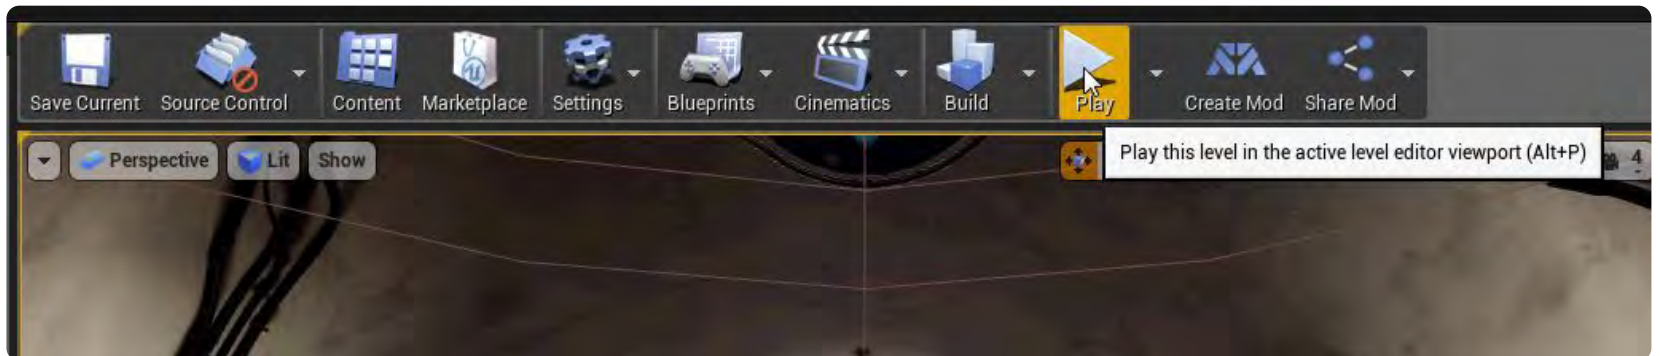 Save Current Source Control Content Marketplace Settings Blueprints Cinematics Build Play Create Mod Share Mod
Play this level in the active level editor viewport (Alt+P)
Perspective Lit Show 4